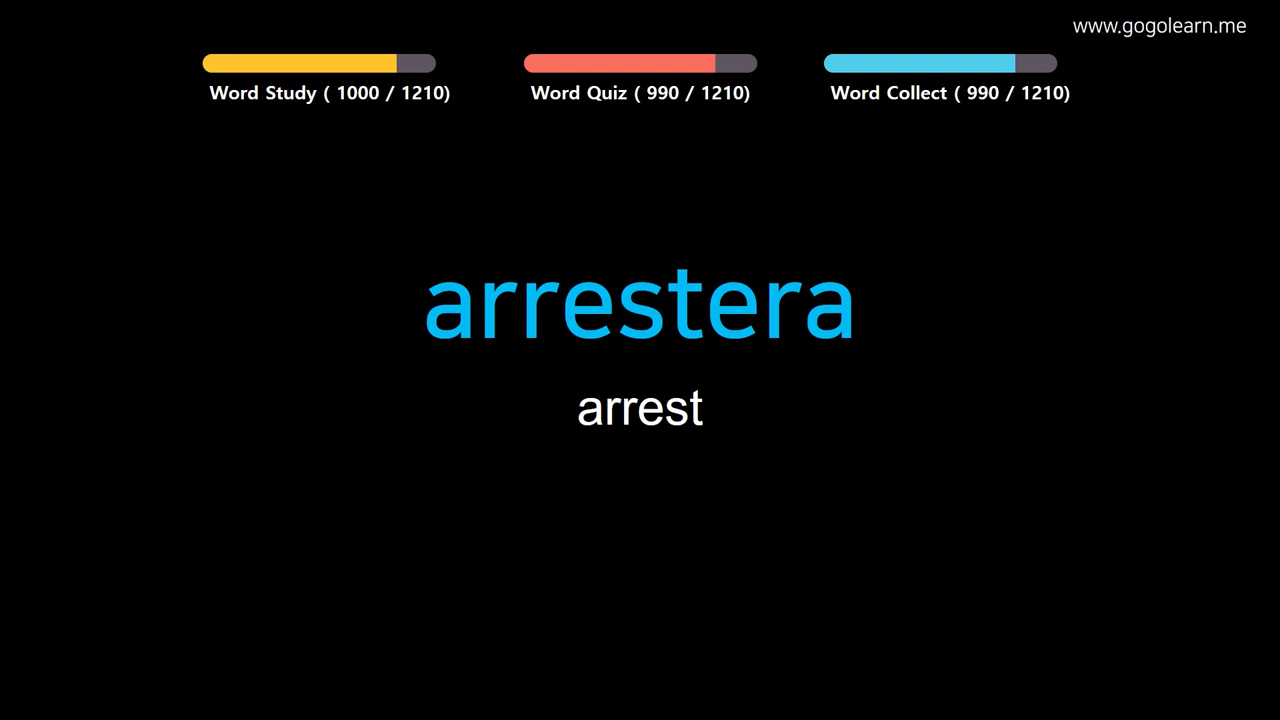 www.gogolearn.me
Word Study ( 1000 / 1210)
Word Quiz ( 990 / 1210)
Word Collect ( 990 / 1210)
arrestera
arrest